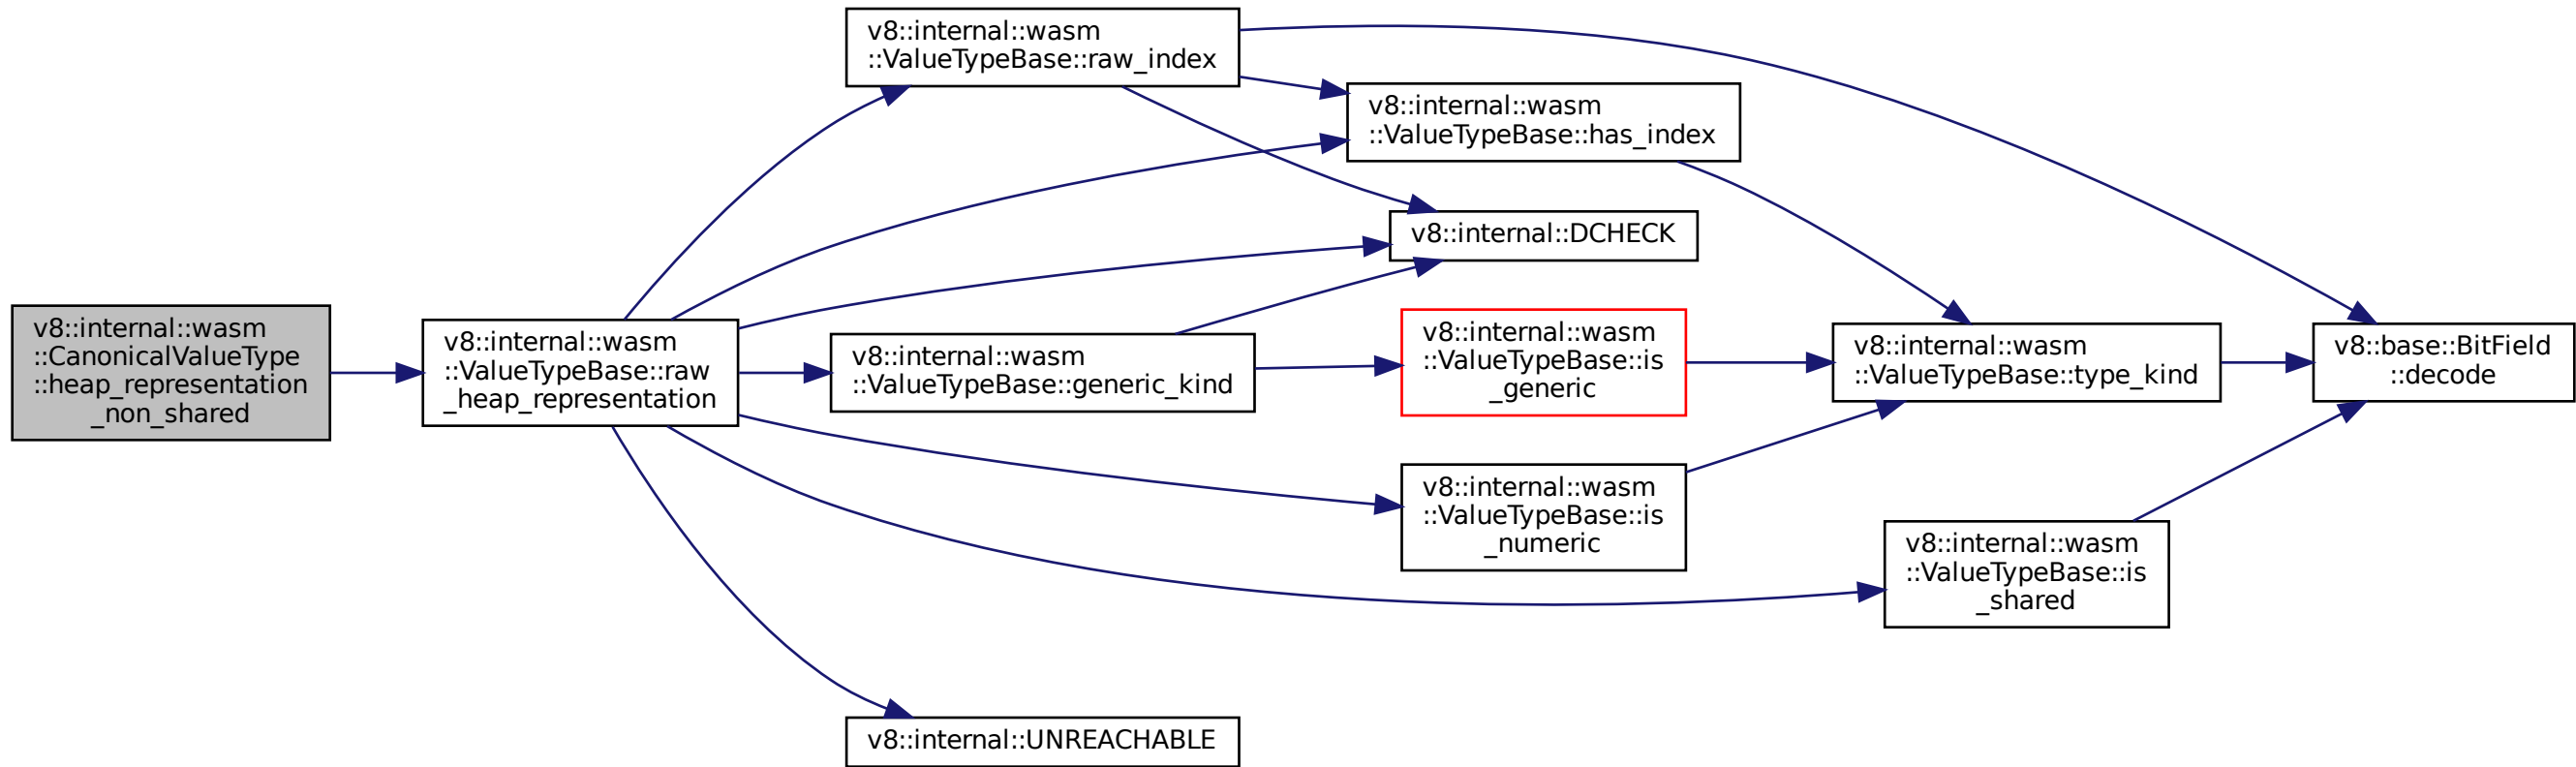 v8::internal::wasm
::CanonicalValueType
::heap_representation
_non_shared
v8::internal::wasm
::ValueTypeBase::raw
_heap_representation
v8::internal::wasm
::ValueTypeBase::raw_index
v8::internal::wasm
::ValueTypeBase::has_index
v8::internal::DCHECK
v8::internal::wasm
::ValueTypeBase::generic_kind
v8::internal::wasm
::ValueTypeBase::is
_generic
v8::internal::wasm
::ValueTypeBase::type_kind
v8::base::BitField
::decode
v8::internal::wasm
::ValueTypeBase::is
_numeric
v8::internal::wasm
::ValueTypeBase::is
_shared
v8::internal::UNREACHABLE